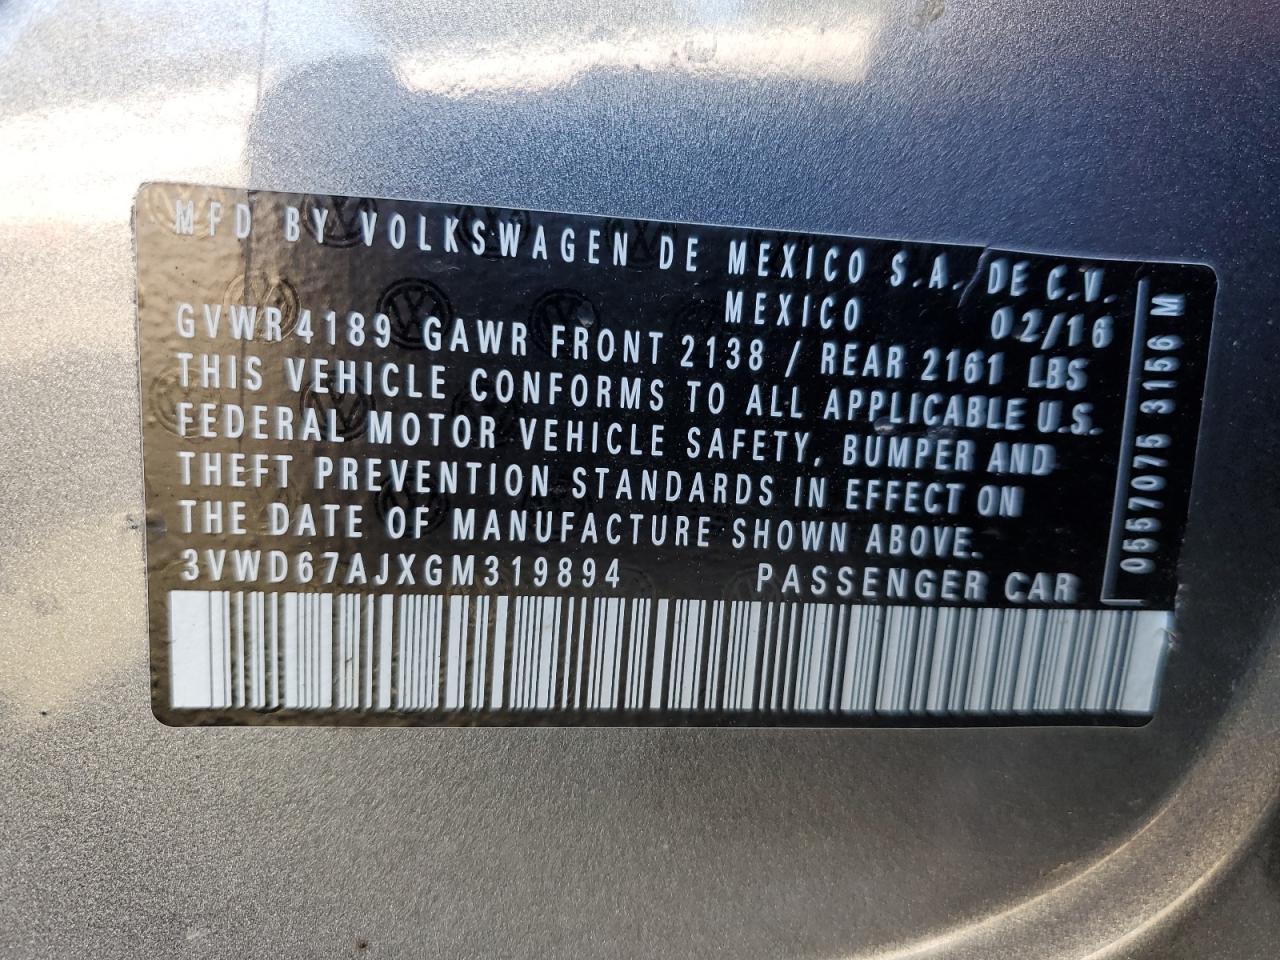 MFD BY VOLKSWAGEN DE MEXICO S.A. DE C.V.
MEXICO 02/16
GVWR 4189 GAWR FRONT 2138 / REAR 2161 LBS
THIS VEHICLE CONFORMS TO ALL APPLICABLE U.S.
FEDERAL MOTOR VEHICLE SAFETY, BUMPER AND
THEFT PREVENTION STANDARDS IN EFFECT ON
THE DATE OF MANUFACTURE SHOWN ABOVE.
3VWD67AJXGM319894 PASSENGER CAR
0557075 3156 M